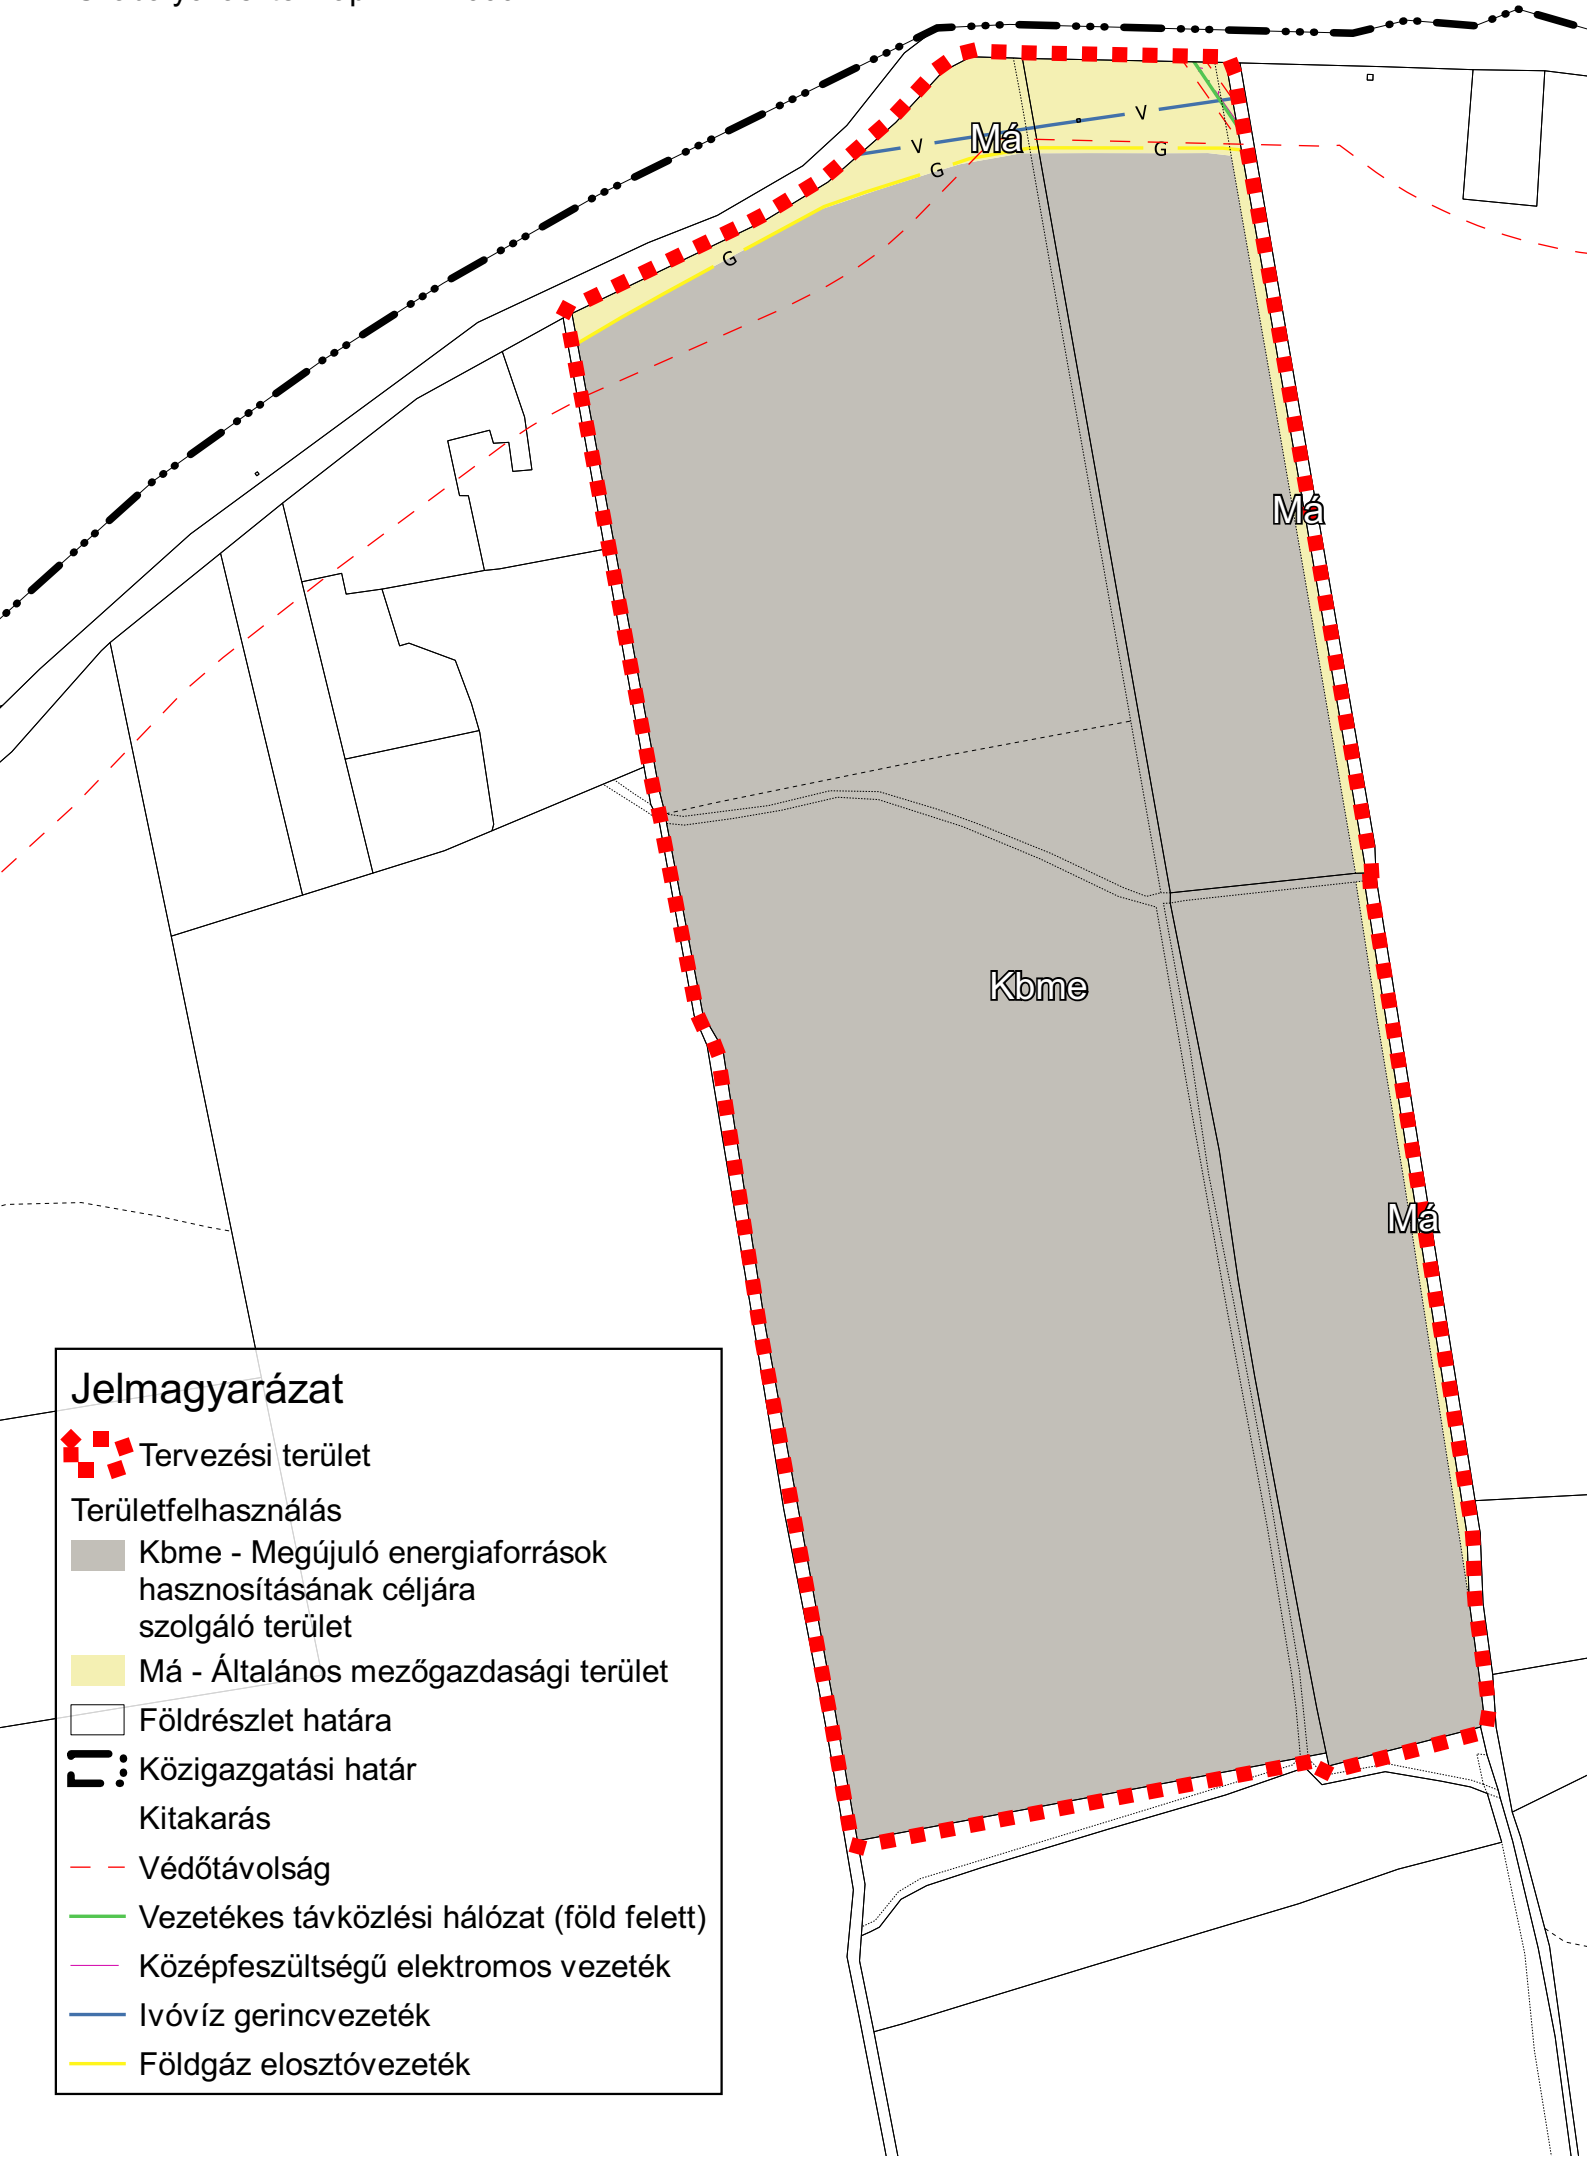 Má
V
V
G
G
G
Má
Kbme
Má
Jelmagyarázat
Tervezési terület
Területfelhasználás
Kbme - Megújuló energiaforrások
hasznosításának céljára
szolgáló terület
Má - Általános mezőgazdasági terület
Földrészlet határa
Közigazgatási határ
Kitakarás
Védőtávolság
Vezetékes távközlési hálózat (föld felett)
Középfeszültségű elektromos vezeték
Ivóvíz gerincvezeték
Földgáz elosztóvezeték